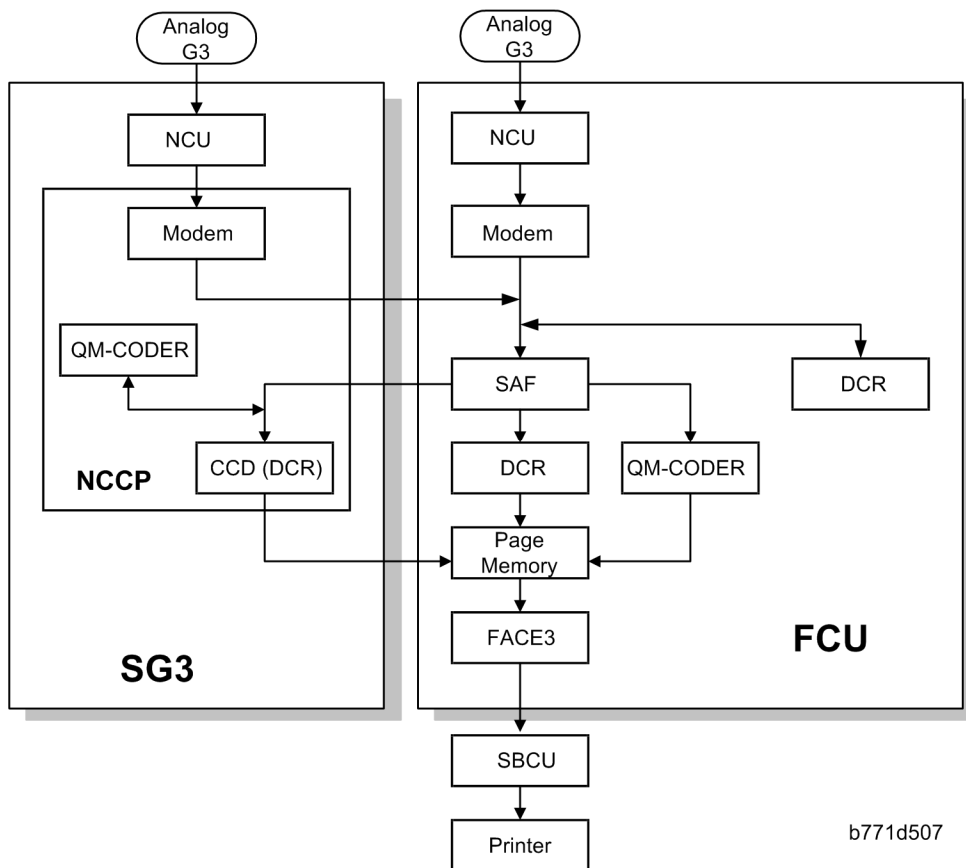 Analog
G3
NCU
Modem
QM-CODER
CCD (DCR)
NCCP
SG3
Analog
G3
NCU
Modem
SAF
DCR
DCR
QM-CODER
Page
Memory
FACE3
FCU
SBCU
Printer
b771d507